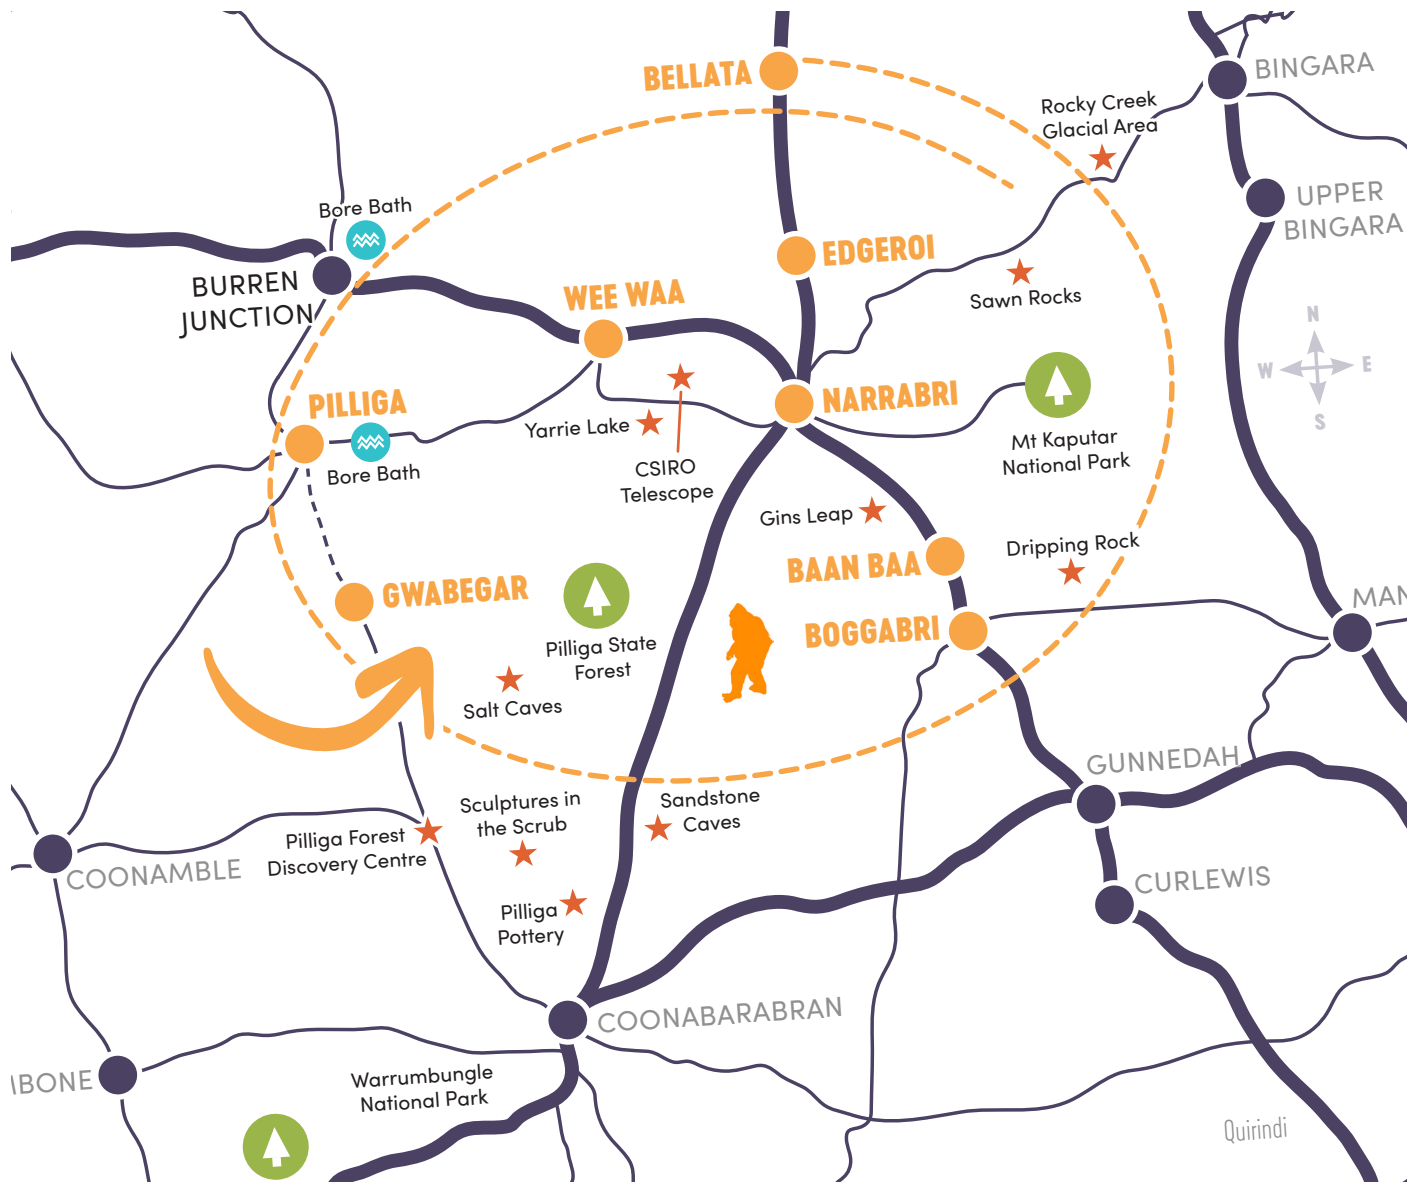 BINGARA
BELLATA
Rocky Creek
Glacial Area
UPPER
BINGARA
Bore Bath
EDGEROI
BURREN
JUNCTION
WEE WAA
Sawn Rocks
N
W
E
S
PILLIGA
NARRABRI
Yarrie Lake
Mt Kaputar
National Park
Bore Bath
CSIRO
Telescope
Gins Leap
Dripping Rock
BAAN BAA
GWABEGAR
MAN
BOGGABRI
Pilliga State
Forest
Salt Caves
GUNNEDAH
Sculptures in
the Scrub
Sandstone
Caves
Pilliga Forest
Discovery Centre
COONAMBLE
CURLEWIS
Pilliga
Pottery
COONABARABRAN
IBONE
Warrumbungle
National Park
Quirindi